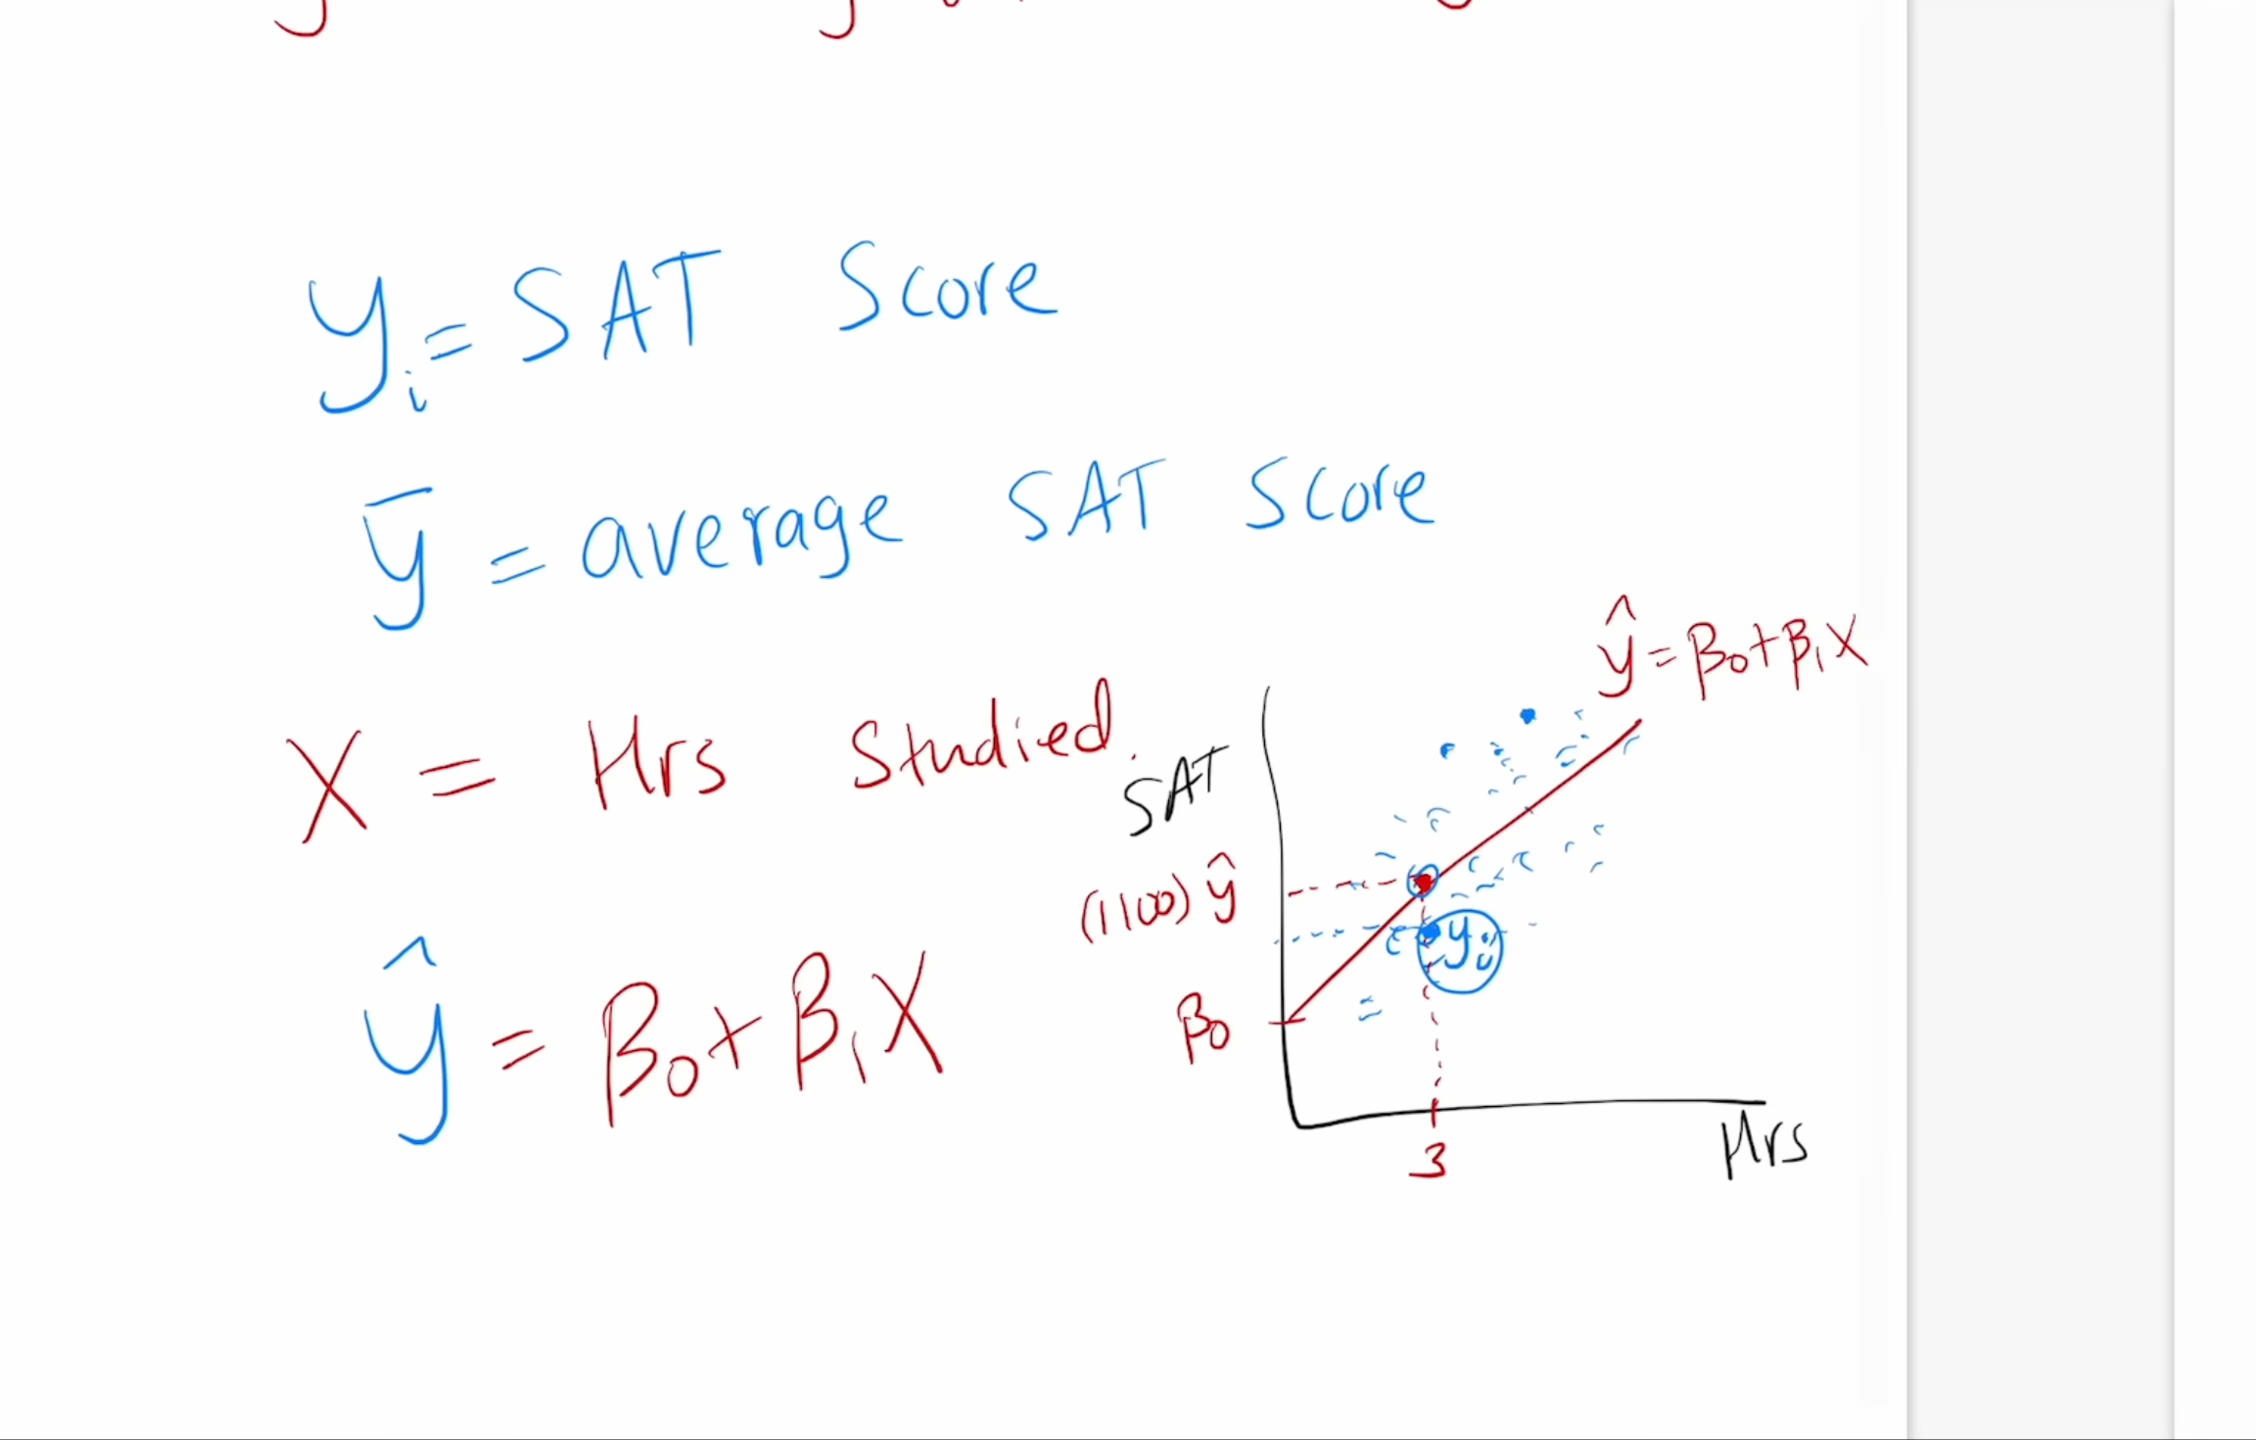 yᵢ = SAT Score
ȳ = average SAT Score
X = Hrs Studied.
ŷ = β₀ + β₁X
ŷ = β₀ + β₁X
SAT
(1100) ŷ
yᵢ
β₀
3
Hrs